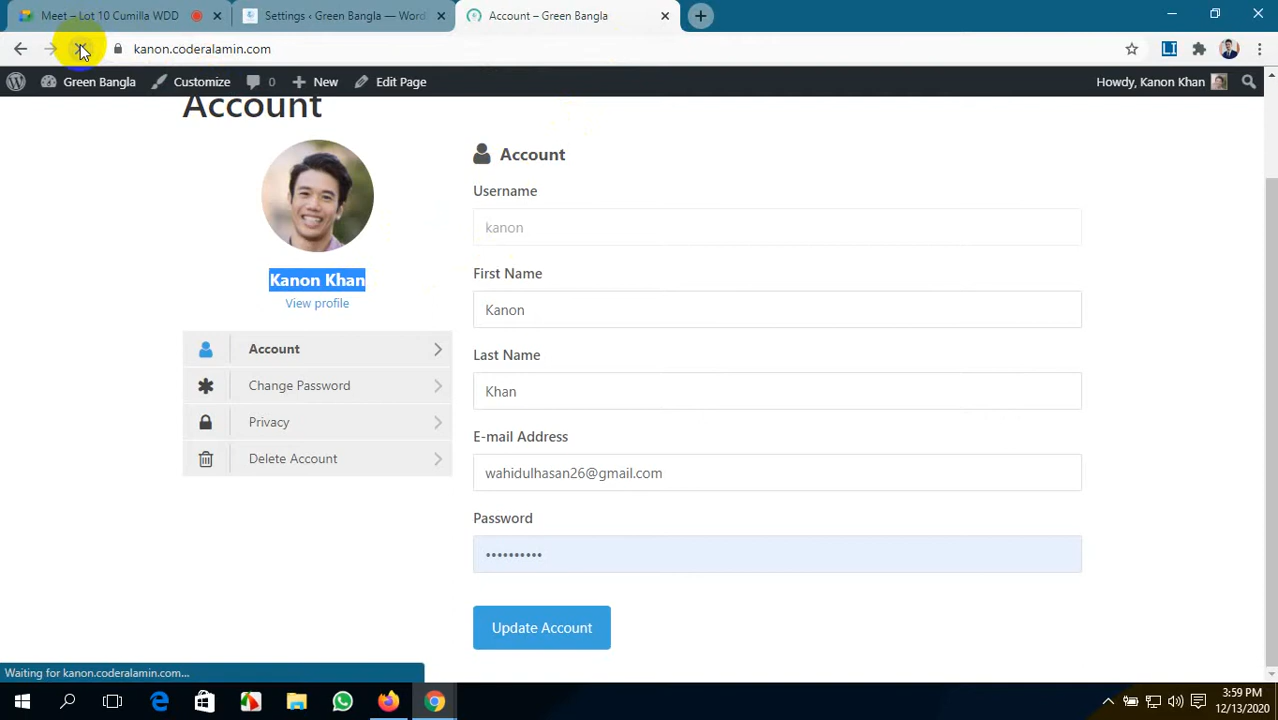 Meet – Lot 10 Cumilla WDD
Settings ‹ Green Bangla — Word
Account – Green Bangla
kanon.coderalamin.com
Green Bangla
Customize
0
New
Edit Page
Howdy, Kanon Khan
Account
Kanon Khan
View profile
Account
Change Password
Privacy
Delete Account
Account
Username
kanon
First Name
Kanon
Last Name
Khan
E-mail Address
wahidulhasan26@gmail.com
Password
••••••••••
Update Account
Waiting for kanon.coderalamin.com...
3:59 PM
12/13/2020